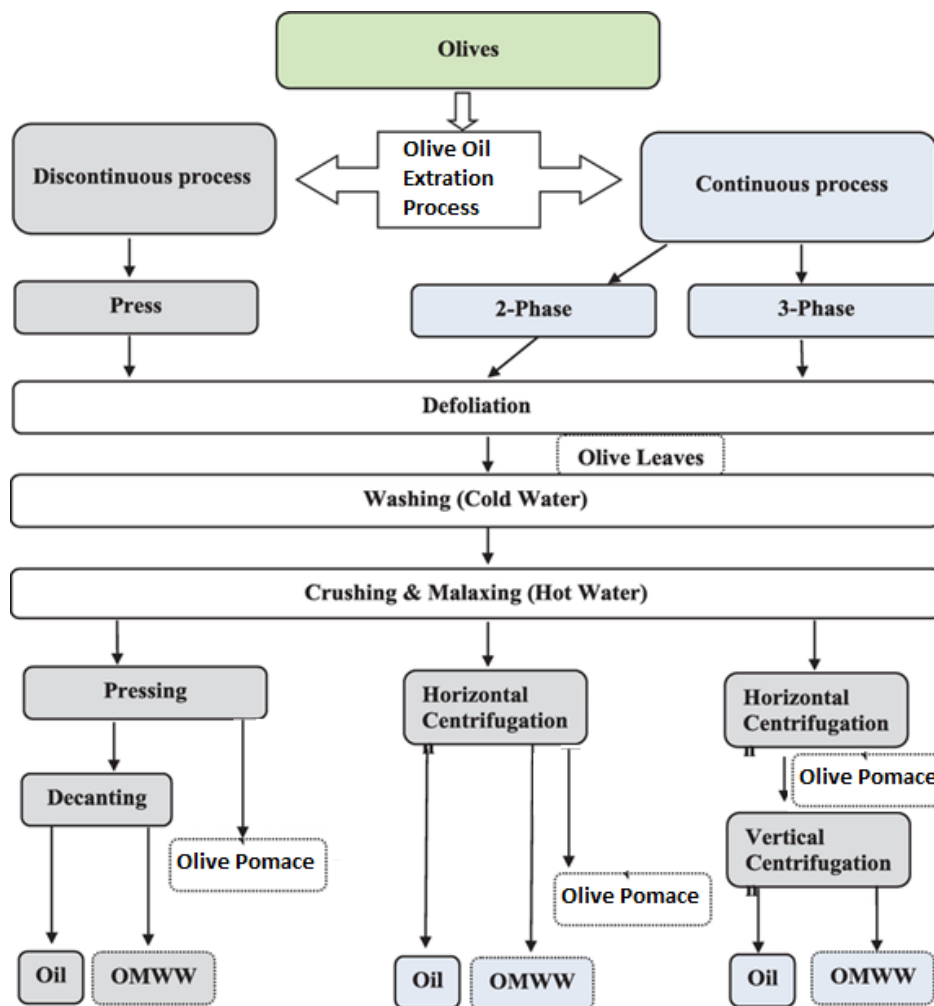 Olives
Discontinuous process
Olive Oil
Extration
Process
Continuous process
Press
2-Phase
3-Phase
Defoliation
Olive Leaves
Washing (Cold Water)
Crushing & Malaxing (Hot Water)
Pressing
Horizontal
Centrifugation
n
Horizontal
Centrifugation
n
Olive Pomace
Decanting
Olive Pomace
Olive Pomace
Vertical
Centrifugation
n
Oil
OMWW
Oil
OMWW
Oil
OMWW